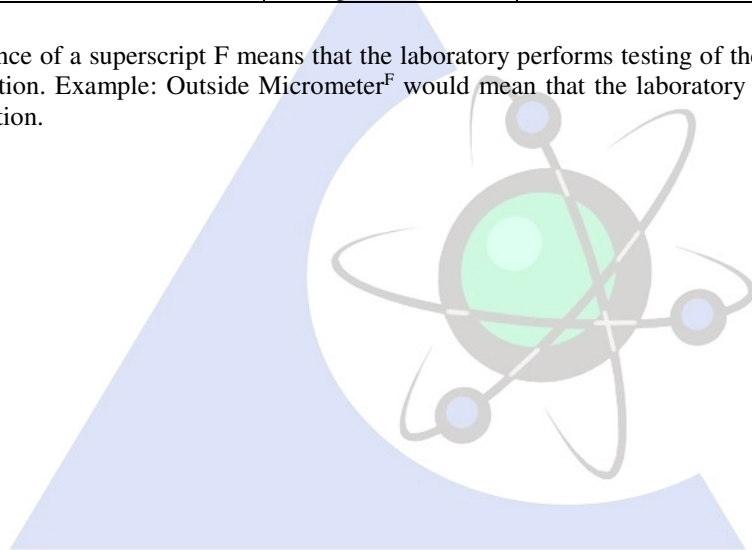 nce of a superscript F means that the laboratory performs testing of the
tion. Example: Outside Micrometerᶠ would mean that the laboratory
tion.